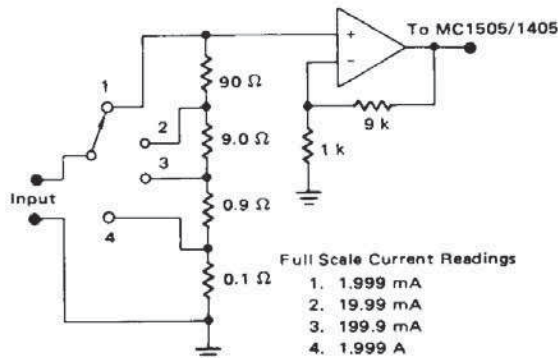 To MC1505/1405
+
−
1
90 Ω
9 k
2
9.0 Ω
1 k
3
Input
0.9 Ω
4
0.1 Ω
Full Scale Current Readings
1. 1.999 mA
2. 19.99 mA
3. 199.9 mA
4. 1.999 A